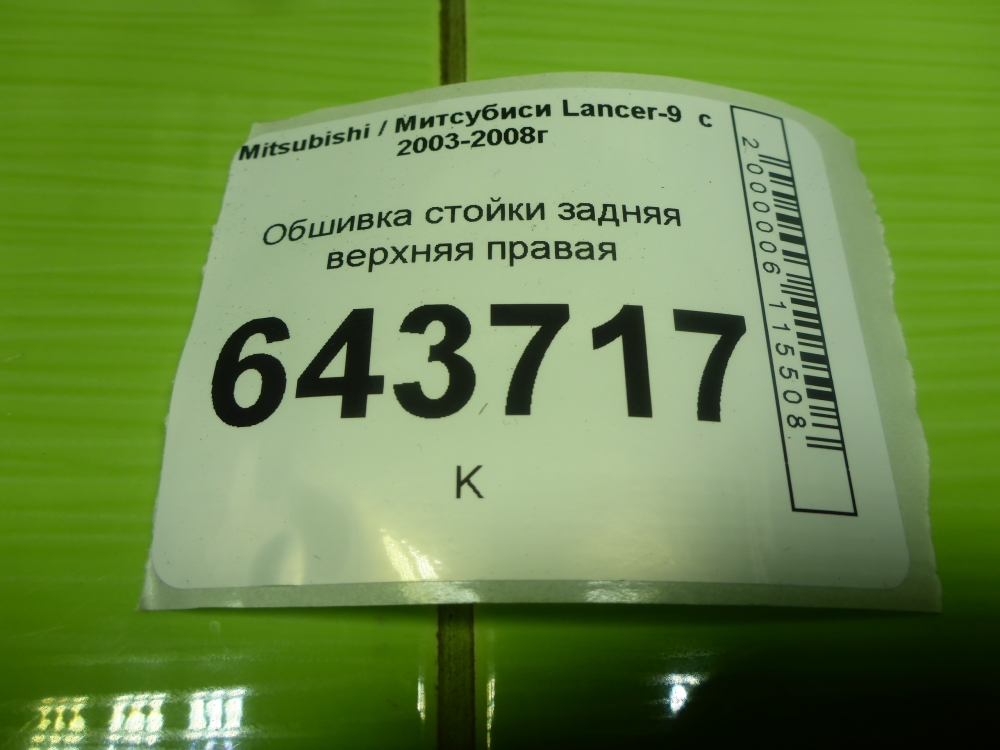 Mitsubishi / Митсубиси Lancer-9 с
2003-2008г
Обшивка стойки задняя
верхняя правая
643717
К
2000006115508